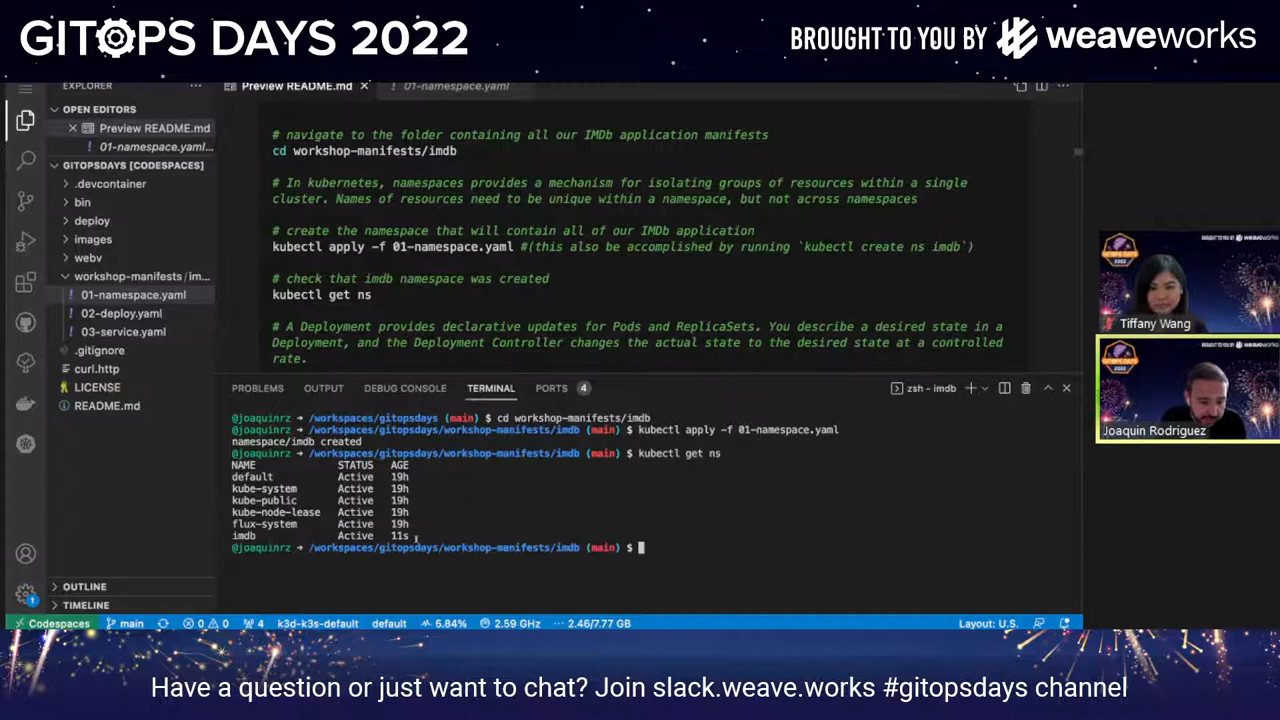 GITOPS DAYS 2022
BROUGHT TO YOU BY weaveworks
EXPLORER
Preview README.md
01-namespace.yaml
OPEN EDITORS
Preview README.md
01-namespace.yaml...
GITOPSDAYS [CODESPACES]
.devcontainer
bin
deploy
images
webv
workshop-manifests / im...
01-namespace.yaml
02-deploy.yaml
03-service.yaml
.gitignore
curl.http
LICENSE
README.md
OUTLINE
TIMELINE
# navigate to the folder containing all our IMDb application manifests
cd workshop-manifests/imdb
# In kubernetes, namespaces provides a mechanism for isolating groups of resources within a single
cluster. Names of resources need to be unique within a namespace, but not across namespaces
# create the namespace that will contain all of our IMDb application
kubectl apply -f 01-namespace.yaml #(this also be accomplished by running `kubectl create ns imdb`)
# check that imdb namespace was created
kubectl get ns
# A Deployment provides declarative updates for Pods and ReplicaSets. You describe a desired state in a
Deployment, and the Deployment Controller changes the actual state to the desired state at a controlled
rate.
PROBLEMS OUTPUT DEBUG CONSOLE TERMINAL PORTS 4
zsh - imdb
@joaquinrz ➜ /workspaces/gitopsdays (main) $ cd workshop-manifests/imdb
@joaquinrz ➜ /workspaces/gitopsdays/workshop-manifests/imdb (main) $ kubectl apply -f 01-namespace.yaml
namespace/imdb created
@joaquinrz ➜ /workspaces/gitopsdays/workshop-manifests/imdb (main) $ kubectl get ns
NAME STATUS AGE
default Active 19h
kube-system Active 19h
kube-public Active 19h
kube-node-lease Active 19h
flux-system Active 19h
imdb Active 11s
@joaquinrz ➜ /workspaces/gitopsdays/workshop-manifests/imdb (main) $
1
Codespaces main 0 0 4 k3d-k3s-default default 5.84% 2.59 GHz 2.46/7.77 GB Layout: U.S.
Tiffany Wang
Joaquin Rodriguez
Have a question or just want to chat? Join slack.weave.works #gitopsdays channel